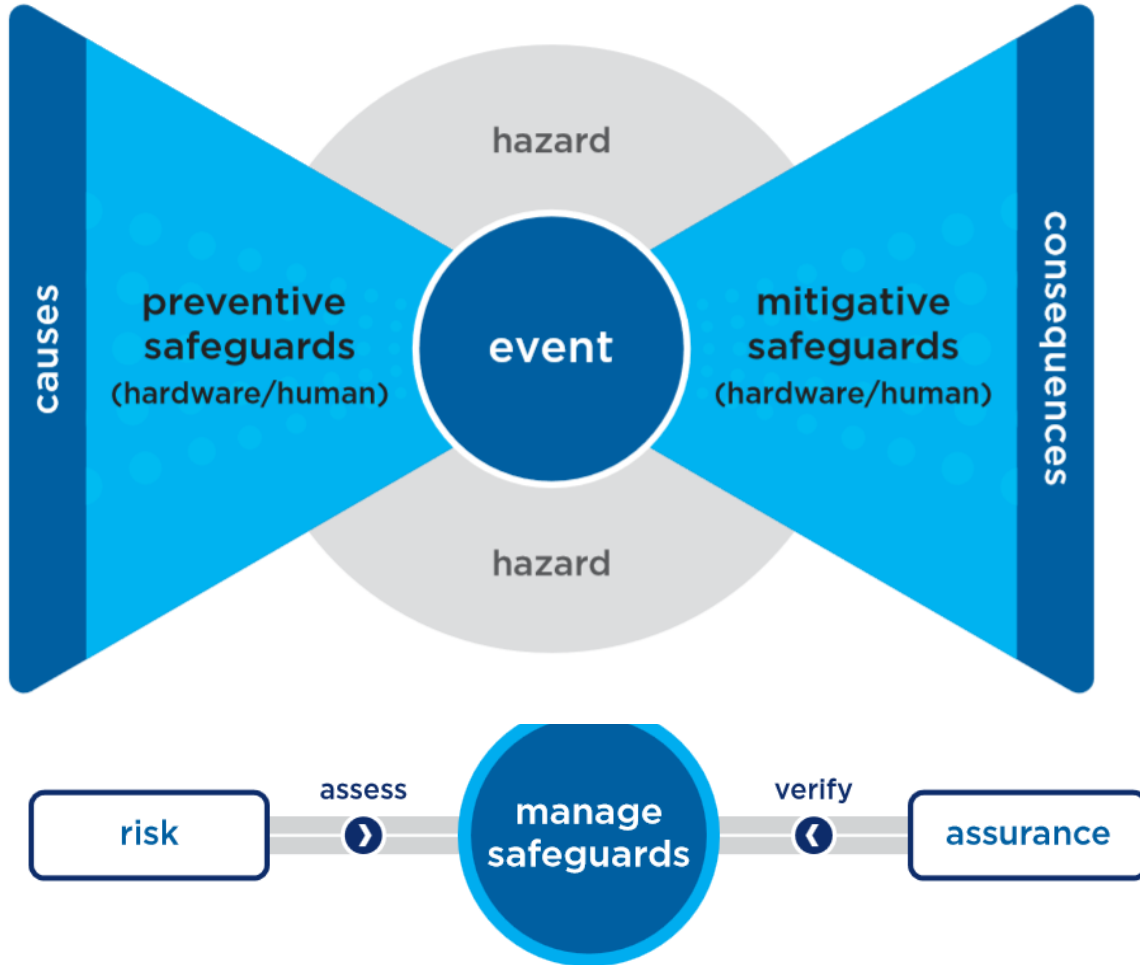 hazard
causes
preventive
safeguards
(hardware/human)
event
mitigative
safeguards
(hardware/human)
consequences
hazard
risk
assess
manage
safeguards
verify
assurance